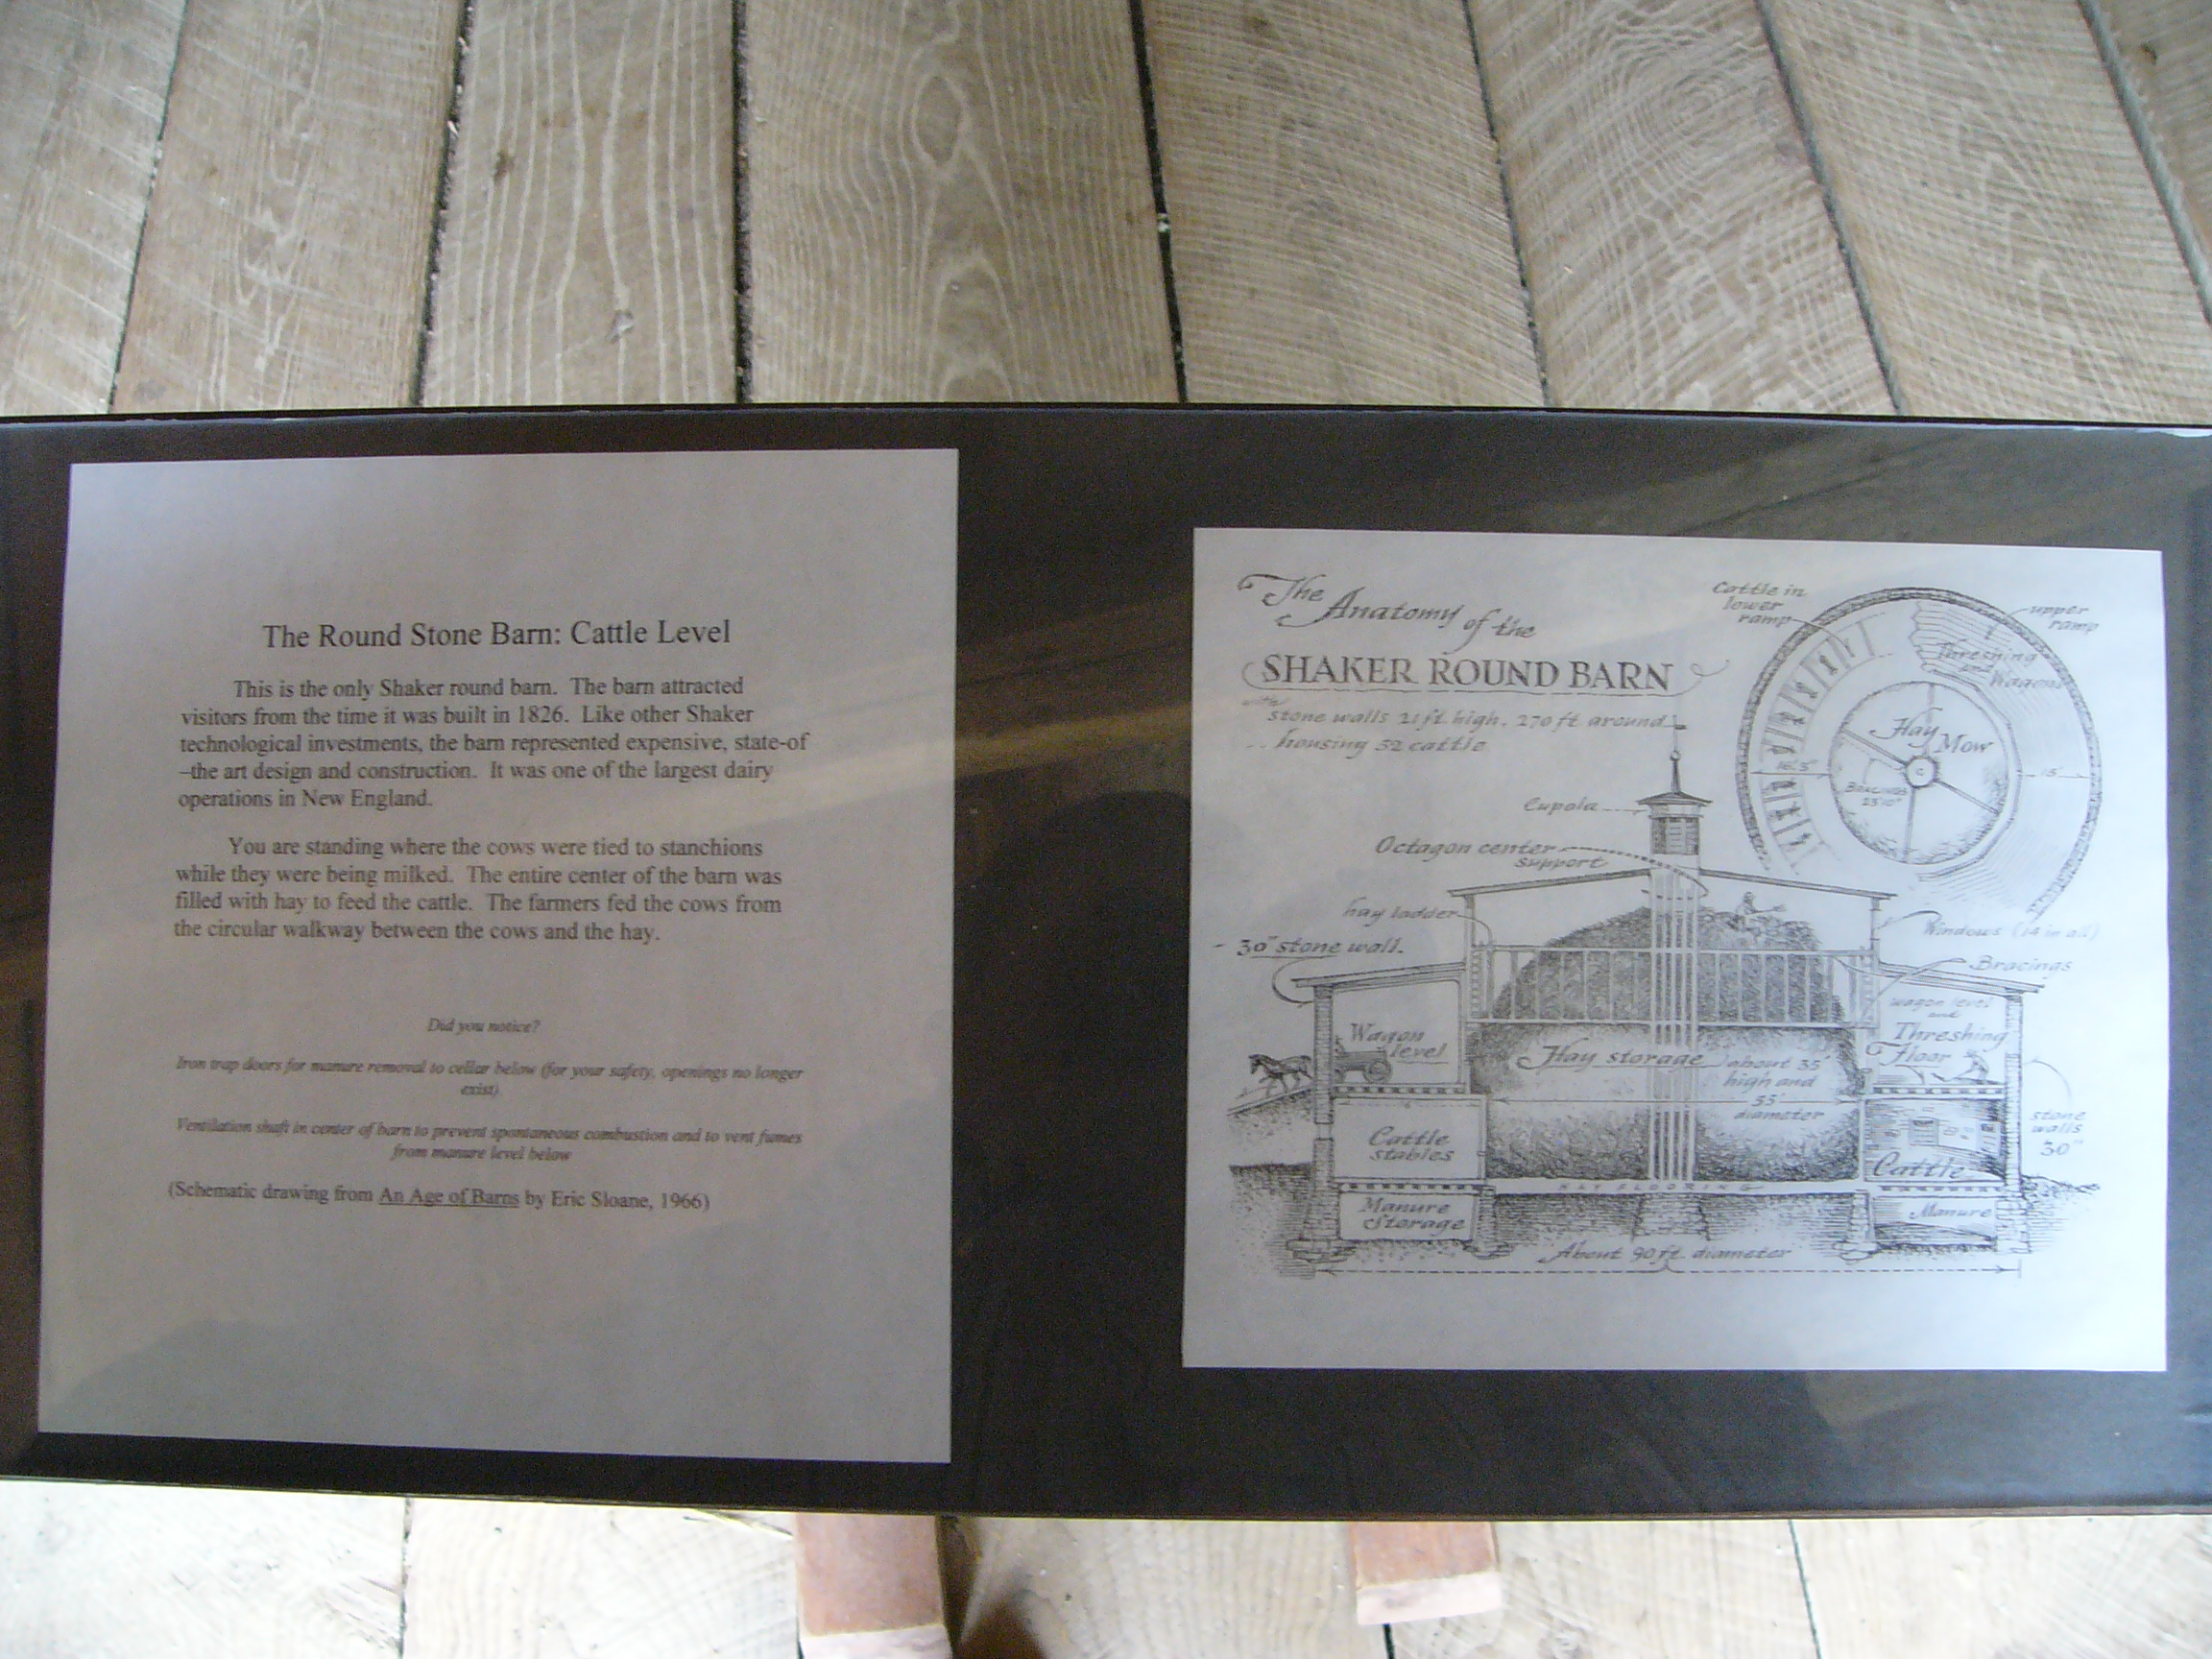 The Round Stone Barn: Cattle Level
This is the only Shaker round barn. The barn attracted
visitors from the time it was built in 1826. Like other Shaker
technological investments, the barn represented expensive, state-of
–the art design and construction. It was one of the largest dairy
operations in New England.
You are standing where the cows were tied to stanchions
while they were being milked. The entire center of the barn was
filled with hay to feed the cattle. The farmers fed the cows from
the circular walkway between the cows and the hay.
Did you notice?
Iron trap doors for manure removal to cellar below (for your safety, openings no longer
exist)
Ventilation shaft in center of barn to prevent spontaneous combustion and to vent fumes
from manure level below
(Schematic drawing from An Age of Barns by Eric Sloane, 1966)
The Anatomy of the
SHAKER ROUND BARN
with
stone walls 21 ft. high, 270 ft around
.. housing 52 cattle
Cattle in
lower
ramp
upper
ramp
Threshing
and
Wagons
Hay Mow
16'5"
15'
BRACINGS
Cupola
Octagon center
support
hay ladder
30" stone wall.
Windows (14 in all)
Bracings
wagon level
and
Threshing
Floor
Wagon
level
Hay storage about 35'
high and
55'
diameter
stone
walls
30"
Cattle
stables
Cattle
HAY FLOORING
Manure
Storage
Manure
About 90 ft. diameter